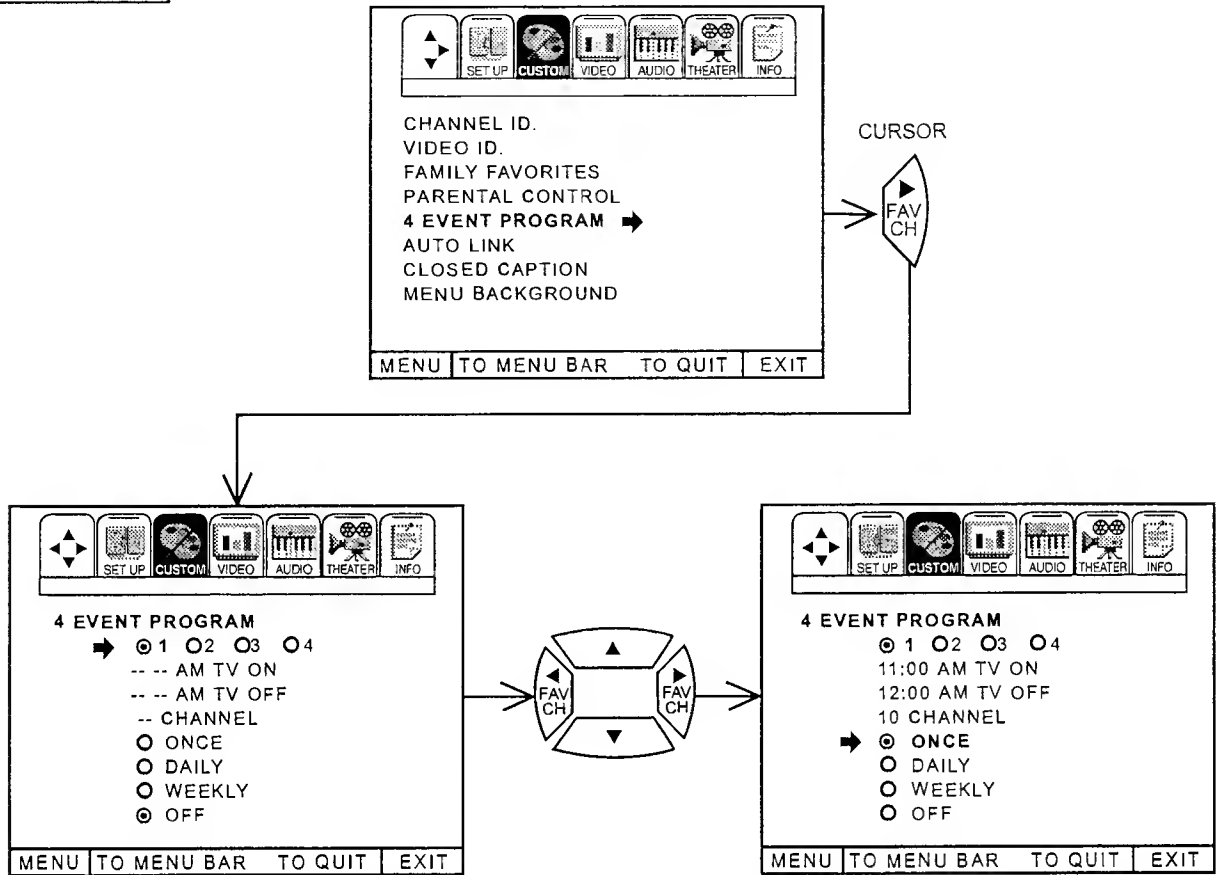 SET UP CUSTOM VIDEO AUDIO THEATER INFO
CHANNEL ID.
VIDEO ID.
FAMILY FAVORITES
PARENTAL CONTROL
4 EVENT PROGRAM
AUTO LINK
CLOSED CAPTION
MENU BACKGROUND
MENU TO MENU BAR TO QUIT EXIT
CURSOR
FAV
CH
SET UP CUSTOM VIDEO AUDIO THEATER INFO
4 EVENT PROGRAM
1 2 3 4
-- -- AM TV ON
-- -- AM TV OFF
-- CHANNEL
ONCE
DAILY
WEEKLY
OFF
MENU TO MENU BAR TO QUIT EXIT
FAV
CH
FAV
CH
SET UP CUSTOM VIDEO AUDIO THEATER INFO
4 EVENT PROGRAM
1 2 3 4
11:00 AM TV ON
12:00 AM TV OFF
10 CHANNEL
ONCE
DAILY
WEEKLY
OFF
MENU TO MENU BAR TO QUIT EXIT